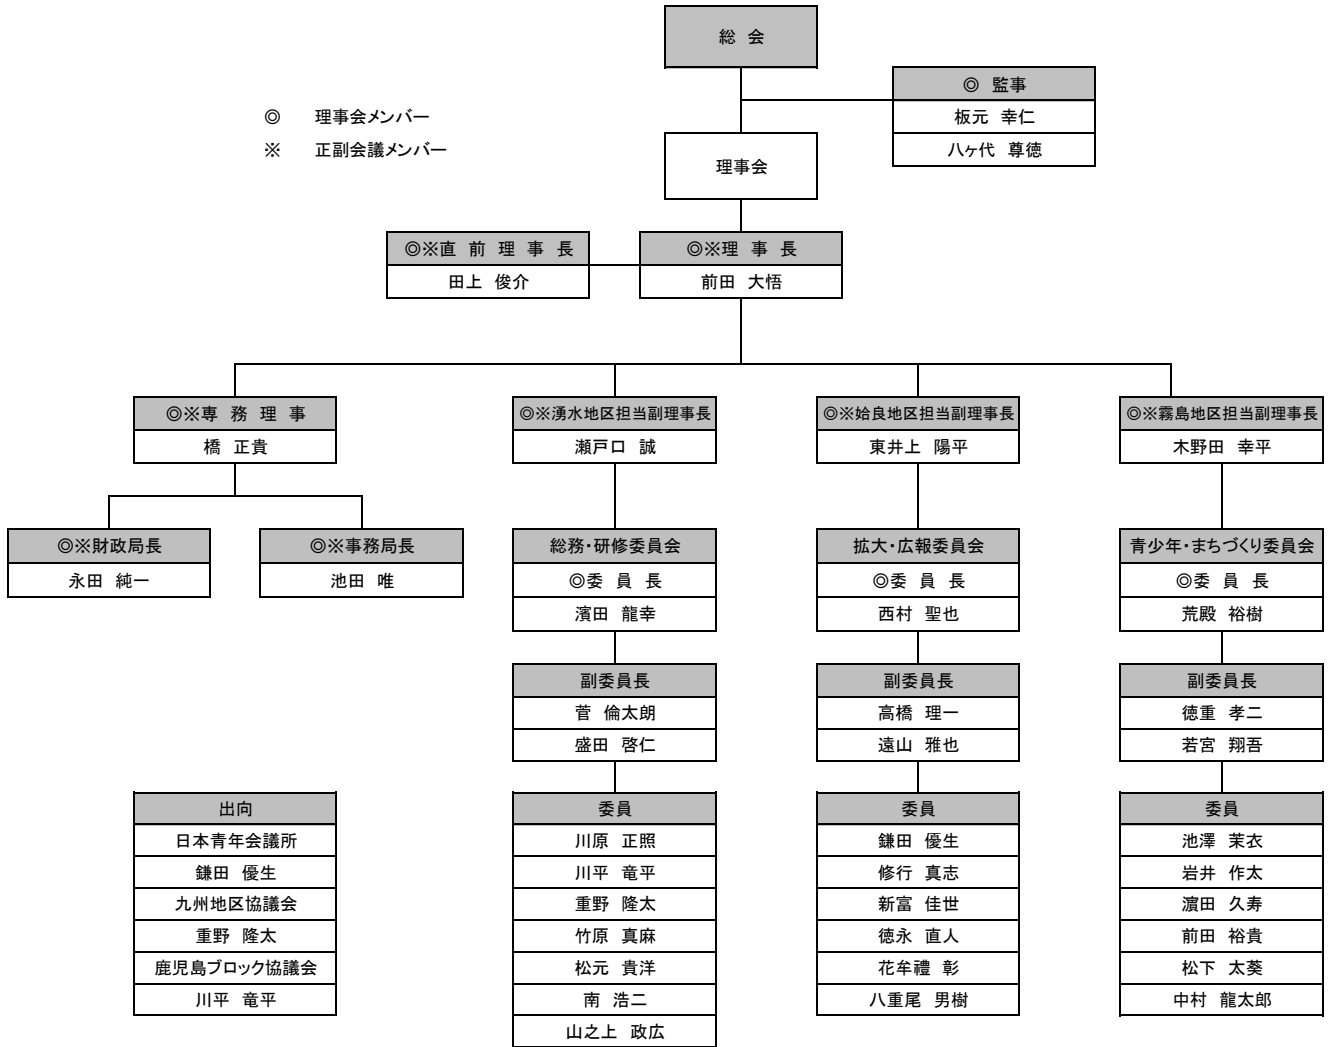 総 会
◎ 監事
板元 幸仁
八ヶ代 尊徳
◎ 理事会メンバー
※ 正副会議メンバー
理事会
◎※直 前 理 事 長
田上 俊介
◎※理 事 長
前田 大悟
◎※専 務 理 事
橋 正貴
◎※湧水地区担当副理事長
瀬戸口 誠
◎※姶良地区担当副理事長
東井上 陽平
◎※霧島地区担当副理事長
木野田 幸平
◎※財政局長
永田 純一
◎※事務局長
池田 唯
総務・研修委員会
◎委 員 長
濱田 龍幸
拡大・広報委員会
◎委 員 長
西村 聖也
青少年・まちづくり委員会
◎委 員 長
荒殿 裕樹
副委員長
菅 倫太朗
盛田 啓仁
副委員長
高橋 理一
遠山 雅也
副委員長
徳重 孝二
若宮 翔吾
出向
日本青年会議所
鎌田 優生
九州地区協議会
重野 隆太
鹿児島ブロック協議会
川平 竜平
委員
川原 正照
川平 竜平
重野 隆太
竹原 真麻
松元 貴洋
南 浩二
山之上 政広
委員
鎌田 優生
修行 真志
新富 佳世
徳永 直人
花牟禮 彰
八重尾 男樹
委員
池澤 茉衣
岩井 作太
濵田 久寿
前田 裕貴
松下 太葵
中村 龍太郎